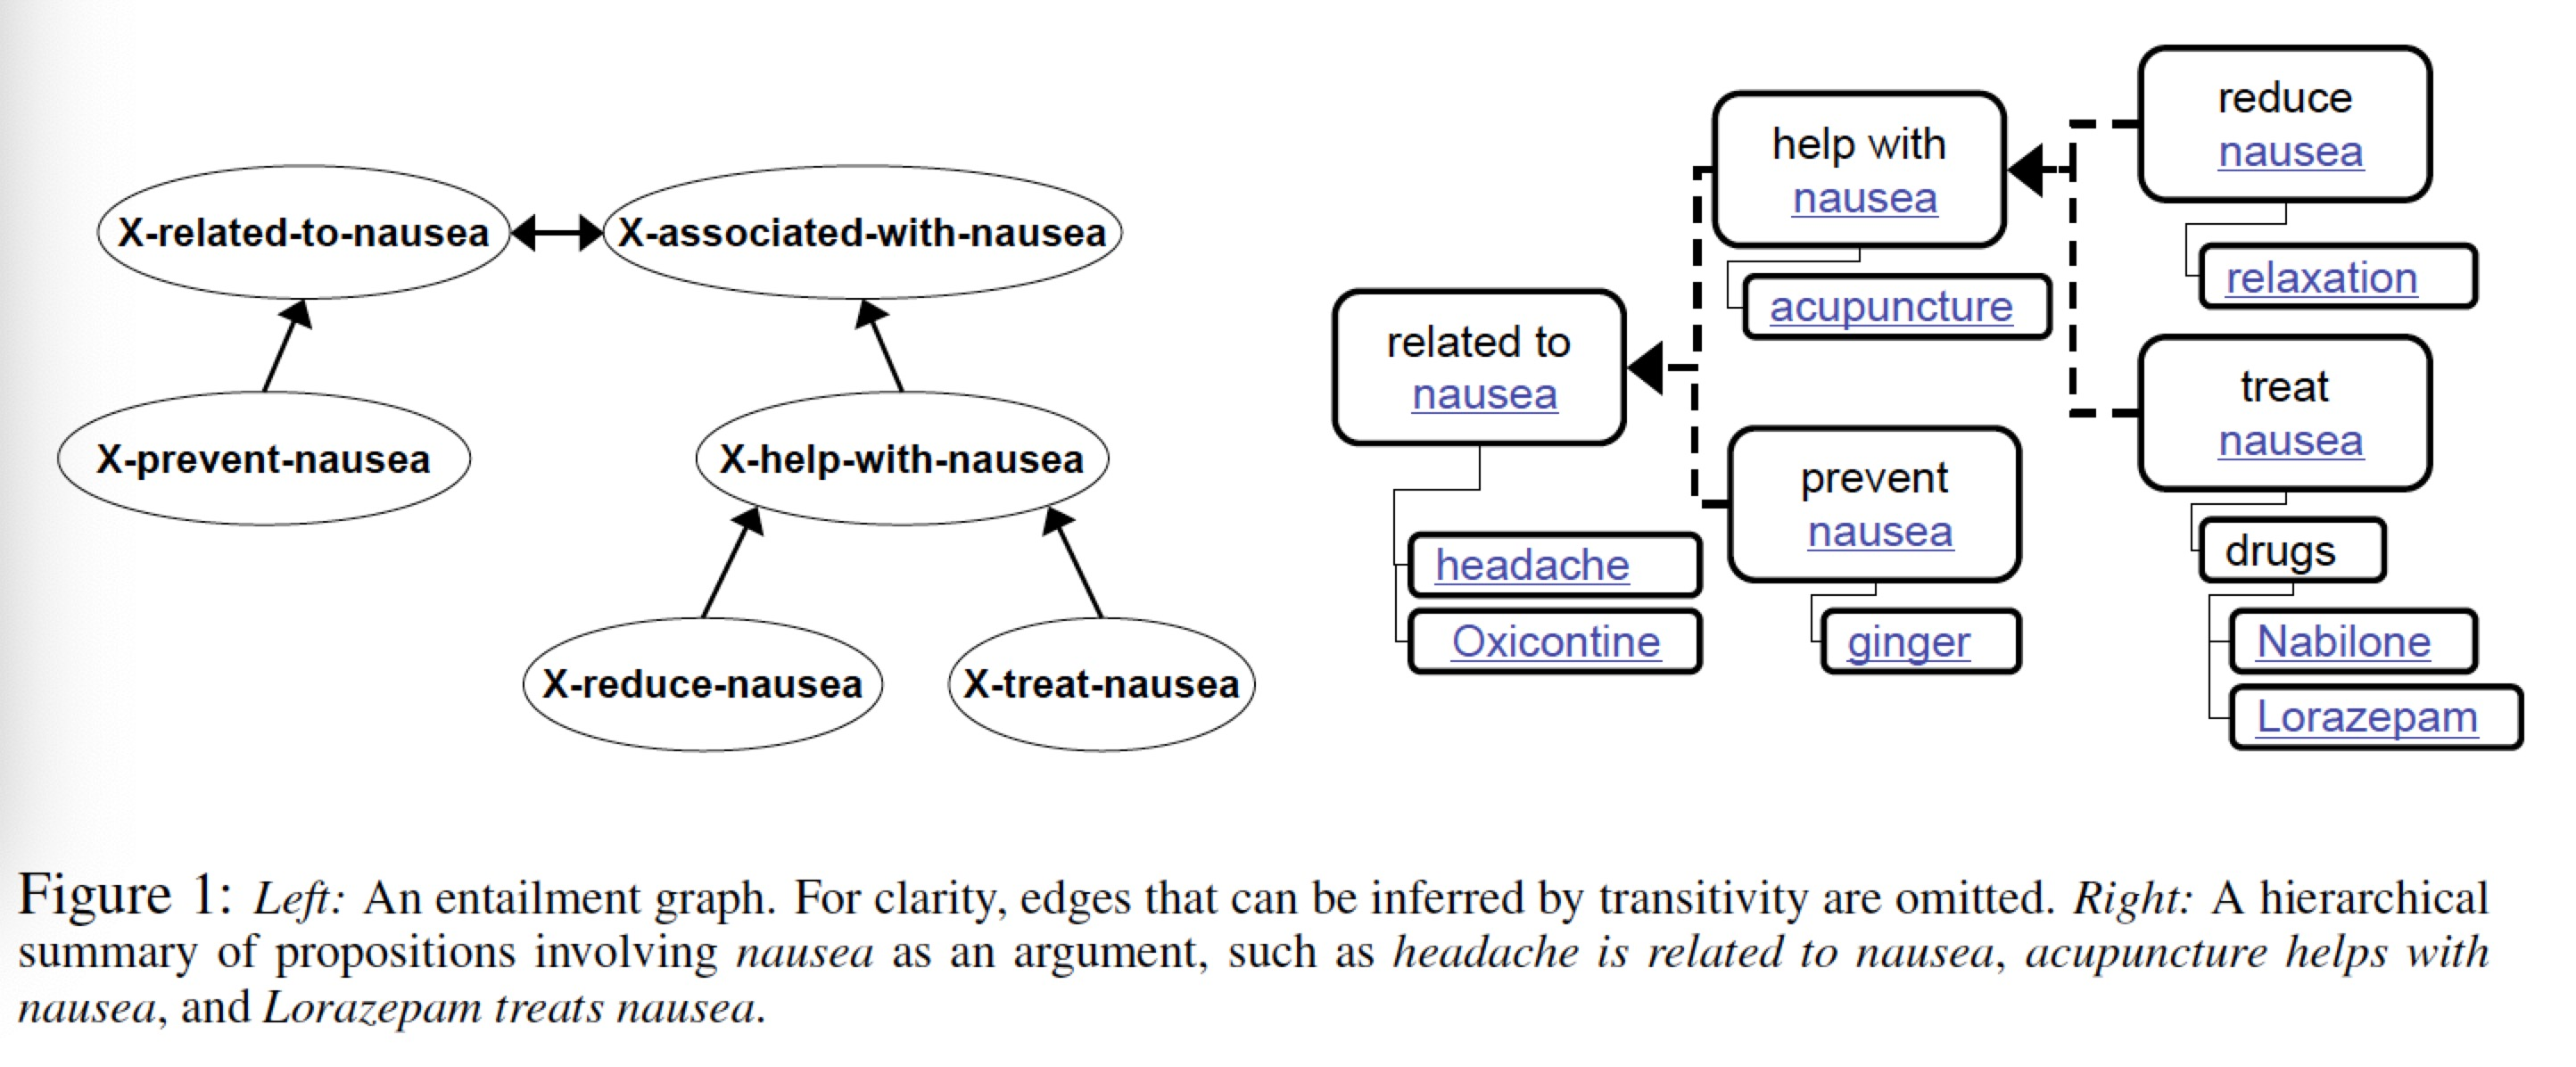 X-related-to-nausea
X-associated-with-nausea
X-prevent-nausea
X-help-with-nausea
X-reduce-nausea
X-treat-nausea
related to
nausea
headache
Oxicontine
help with
nausea
acupuncture
prevent
nausea
ginger
reduce
nausea
relaxation
treat
nausea
drugs
Nabilone
Lorazepam
Figure 1: Left: An entailment graph. For clarity, edges that can be inferred by transitivity are omitted. Right: A hierarchical
summary of propositions involving nausea as an argument, such as headache is related to nausea, acupuncture helps with
nausea, and Lorazepam treats nausea.